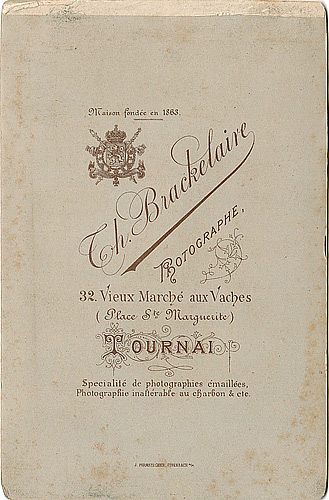 Maison fondée en 1863.
Th. Brackelaire
Photographe,
32. Vieux Marché aux Vaches
( Place Ste Marguerite )
Tournai
Spécialité de photographies émaillées,
Photographie inaltérable au charbon & etc.